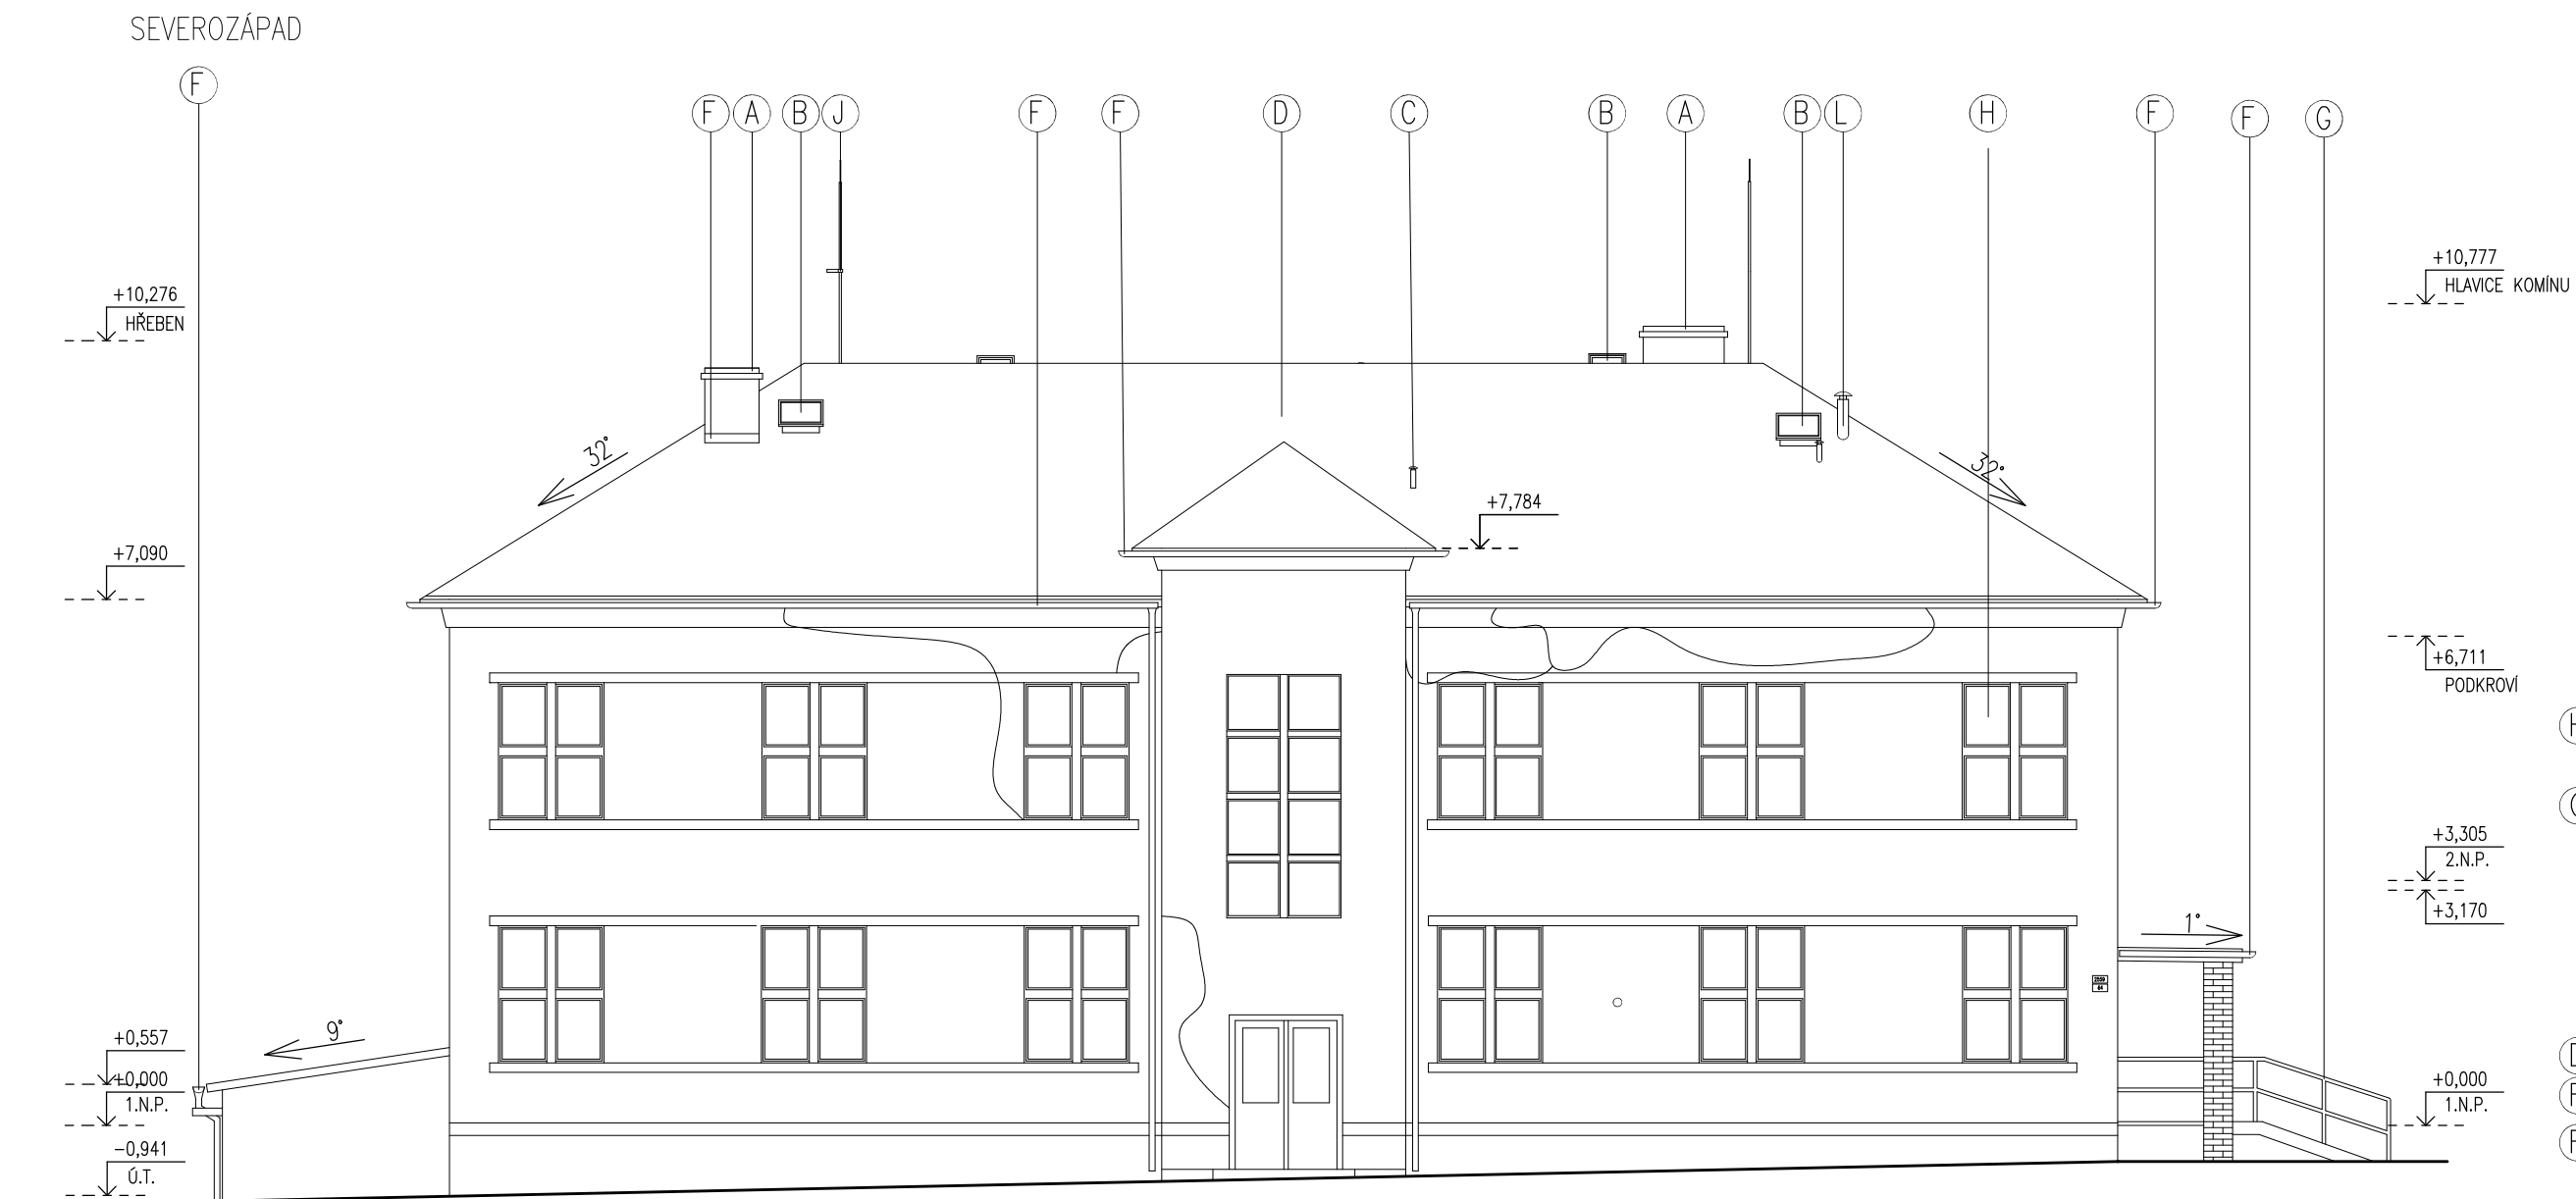 SEVEROZÁPAD
F
F A B J F F D C B A B L H F F G
+10,777
HLAVICE KOMÍNU
+10,276
HŘEBEN
32°
32°
+7,784
+7,090
+6,711
PODKROVÍ
+3,305
2.N.P.
+3,170
1°
9°
+0,557
+0,000
1.N.P.
+0,000
1.N.P.
-0,941
Ú.T.